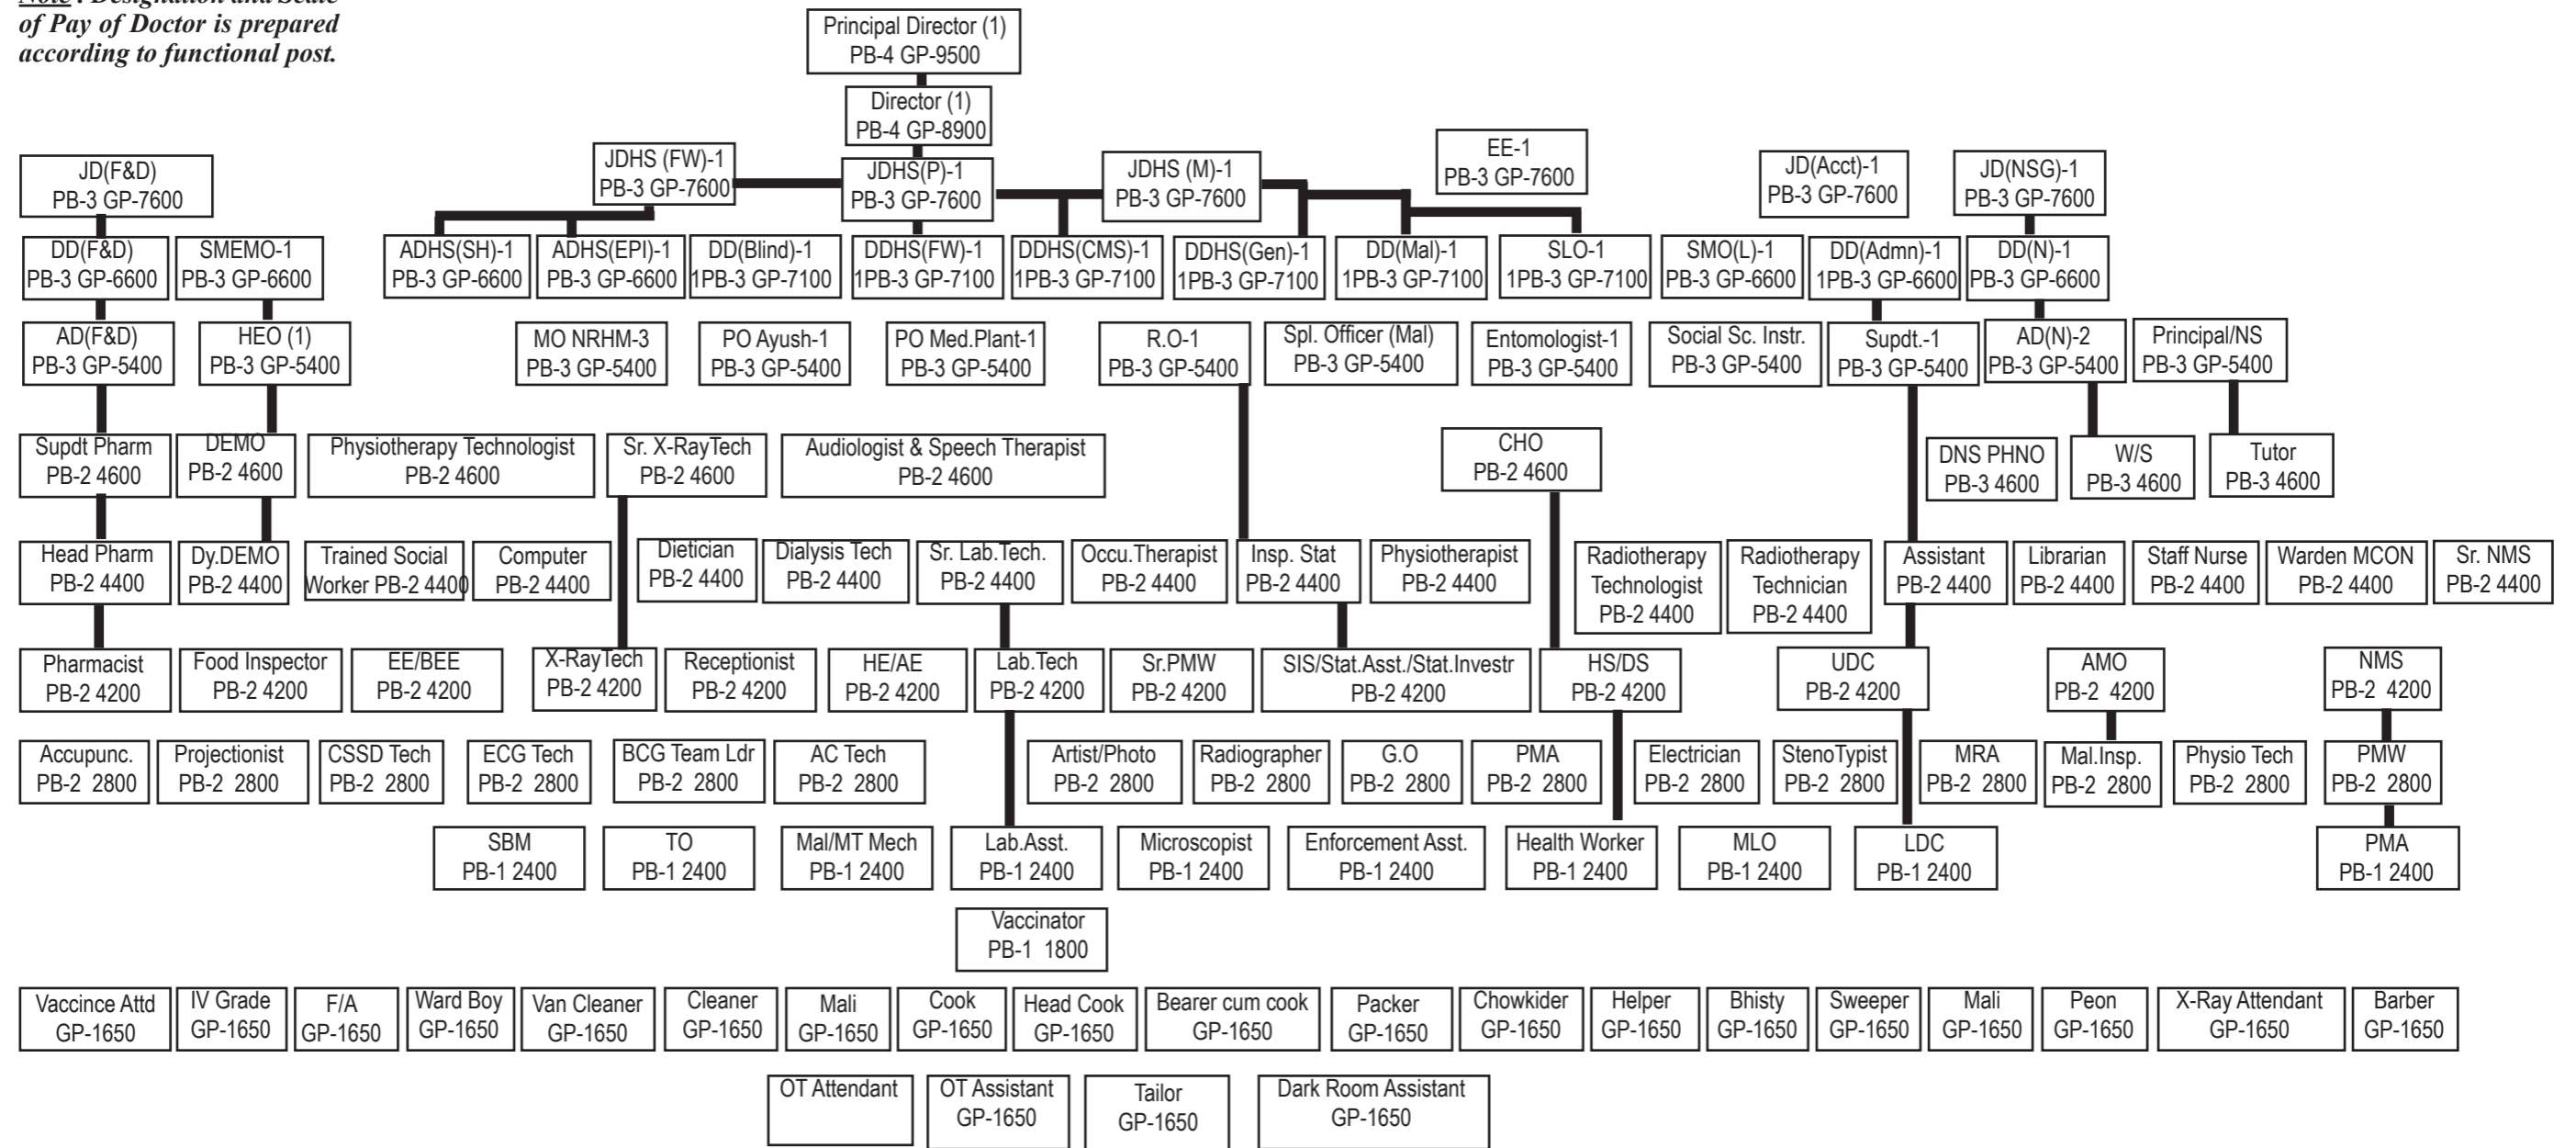 Note : Designation and Scale
of Pay of Doctor is prepared
according to functional post.
Principal Director (1)
PB-4 GP-9500
Director (1)
PB-4 GP-8900
JD(F&D)
PB-3 GP-7600
JDHS (FW)-1
PB-3 GP-7600
JDHS(P)-1
PB-3 GP-7600
JDHS (M)-1
PB-3 GP-7600
EE-1
PB-3 GP-7600
JD(Acct)-1
PB-3 GP-7600
JD(NSG)-1
PB-3 GP-7600
DD(F&D)
PB-3 GP-6600
SMEMO-1
PB-3 GP-6600
ADHS(SH)-1
PB-3 GP-6600
ADHS(EPI)-1
PB-3 GP-6600
DD(Blind)-1
1PB-3 GP-7100
DDHS(FW)-1
1PB-3 GP-7100
DDHS(CMS)-1
1PB-3 GP-7100
DDHS(Gen)-1
1PB-3 GP-7100
DD(Mal)-1
1PB-3 GP-7100
SLO-1
1PB-3 GP-7100
SMO(L)-1
PB-3 GP-6600
DD(Admn)-1
1PB-3 GP-6600
DD(N)-1
PB-3 GP-6600
AD(F&D)
PB-3 GP-5400
HEO (1)
PB-3 GP-5400
MO NRHM-3
PB-3 GP-5400
PO Ayush-1
PB-3 GP-5400
PO Med.Plant-1
PB-3 GP-5400
R.O-1
PB-3 GP-5400
Spl. Officer (Mal)
PB-3 GP-5400
Entomologist-1
PB-3 GP-5400
Social Sc. Instr.
PB-3 GP-5400
Supdt.-1
PB-3 GP-5400
AD(N)-2
PB-3 GP-5400
Principal/NS
PB-3 GP-5400
Supdt Pharm
PB-2 4600
DEMO
PB-2 4600
Physiotherapy Technologist
PB-2 4600
Sr. X-RayTech
PB-2 4600
Audiologist & Speech Therapist
PB-2 4600
CHO
PB-2 4600
DNS PHNO
PB-3 4600
W/S
PB-3 4600
Tutor
PB-3 4600
Head Pharm
PB-2 4400
Dy.DEMO
PB-2 4400
Trained Social
Worker PB-2 4400
Computer
PB-2 4400
Dietician
PB-2 4400
Dialysis Tech
PB-2 4400
Sr. Lab.Tech.
PB-2 4400
Occu.Therapist
PB-2 4400
Insp. Stat
PB-2 4400
Physiotherapist
PB-2 4400
Radiotherapy
Technologist
PB-2 4400
Radiotherapy
Technician
PB-2 4400
Assistant
PB-2 4400
Librarian
PB-2 4400
Staff Nurse
PB-2 4400
Warden MCON
PB-2 4400
Sr. NMS
PB-2 4400
Pharmacist
PB-2 4200
Food Inspector
PB-2 4200
EE/BEE
PB-2 4200
X-RayTech
PB-2 4200
Receptionist
PB-2 4200
HE/AE
PB-2 4200
Lab.Tech
PB-2 4200
Sr.PMW
PB-2 4200
SIS/Stat.Asst./Stat.Investr
PB-2 4200
HS/DS
PB-2 4200
UDC
PB-2 4200
AMO
PB-2 4200
NMS
PB-2 4200
Accupunc.
PB-2 2800
Projectionist
PB-2 2800
CSSD Tech
PB-2 2800
ECG Tech
PB-2 2800
BCG Team Ldr
PB-2 2800
AC Tech
PB-2 2800
Artist/Photo
PB-2 2800
Radiographer
PB-2 2800
G.O
PB-2 2800
PMA
PB-2 2800
Electrician
PB-2 2800
StenoTypist
PB-2 2800
MRA
PB-2 2800
Mal.Insp.
PB-2 2800
Physio Tech
PB-2 2800
PMW
PB-2 2800
SBM
PB-1 2400
TO
PB-1 2400
Mal/MT Mech
PB-1 2400
Lab.Asst.
PB-1 2400
Microscopist
PB-1 2400
Enforcement Asst.
PB-1 2400
Health Worker
PB-1 2400
MLO
PB-1 2400
LDC
PB-1 2400
PMA
PB-1 2400
Vaccinator
PB-1 1800
Vaccince Attd
GP-1650
IV Grade
GP-1650
F/A
GP-1650
Ward Boy
GP-1650
Van Cleaner
GP-1650
Cleaner
GP-1650
Mali
GP-1650
Cook
GP-1650
Head Cook
GP-1650
Bearer cum cook
GP-1650
Packer
GP-1650
Chowkider
GP-1650
Helper
GP-1650
Bhisty
GP-1650
Sweeper
GP-1650
Mali
GP-1650
Peon
GP-1650
X-Ray Attendant
GP-1650
Barber
GP-1650
OT Attendant
OT Assistant
GP-1650
Tailor
GP-1650
Dark Room Assistant
GP-1650